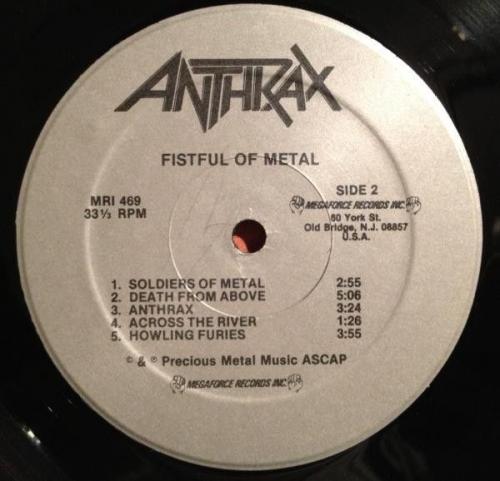 ANTHRAX
FISTFUL OF METAL
MRI 469
33⅓ RPM
SIDE 2
MEGAFORCE RECORDS INC.
60 York St.
Old Bridge, N.J. 08857
U.S.A.
1. SOLDIERS OF METAL 2:55
2. DEATH FROM ABOVE 5:06
3. ANTHRAX 3:24
4. ACROSS THE RIVER 1:26
5. HOWLING FURIES 3:55
© & ℗ Precious Metal Music ASCAP
MEGAFORCE RECORDS INC.